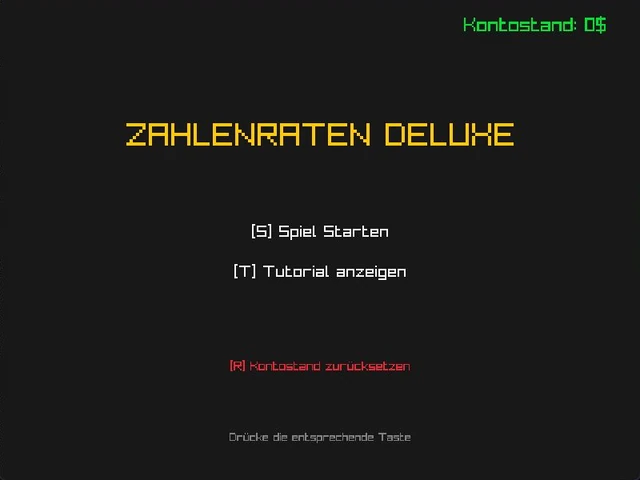 Kontostand: 0$
ZAHLENRATEN DELUXE
[S] Spiel Starten
[T] Tutorial anzeigen
[R] Kontostand zurücksetzen
Drücke die entsprechende Taste